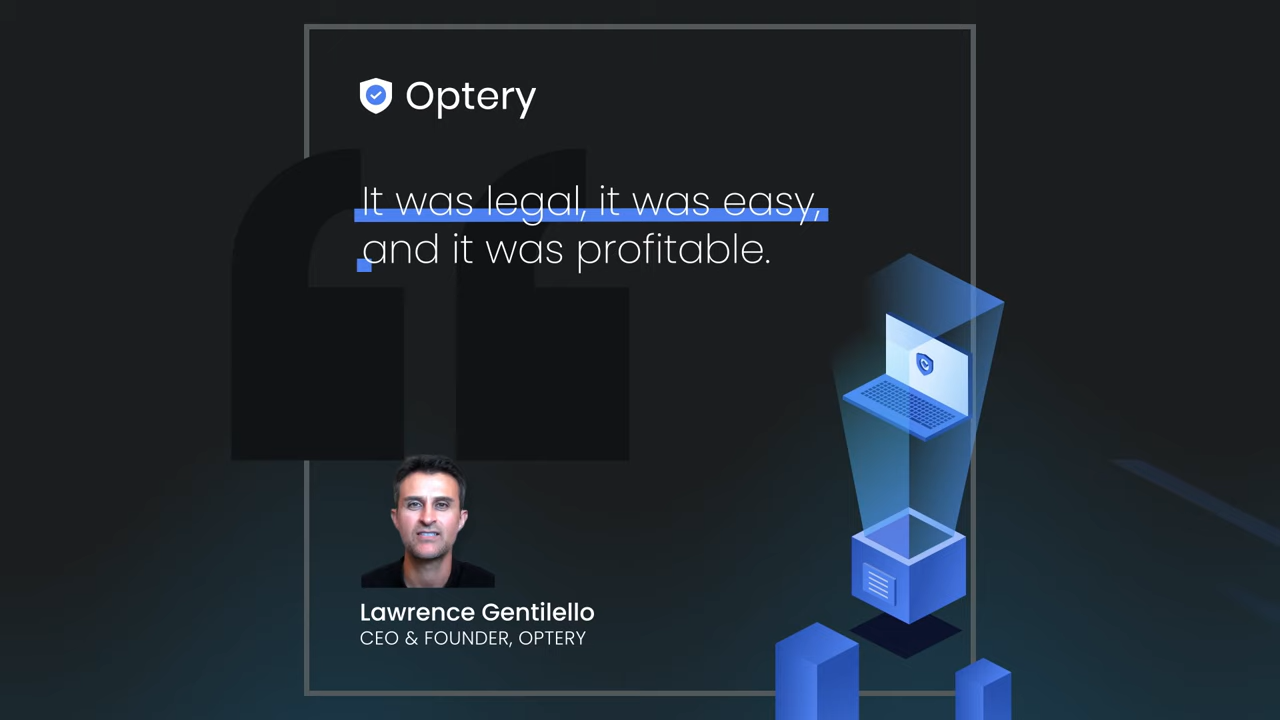 Optery
It was legal, it was easy,
and it was profitable.
Lawrence Gentilello
CEO & FOUNDER, OPTERY